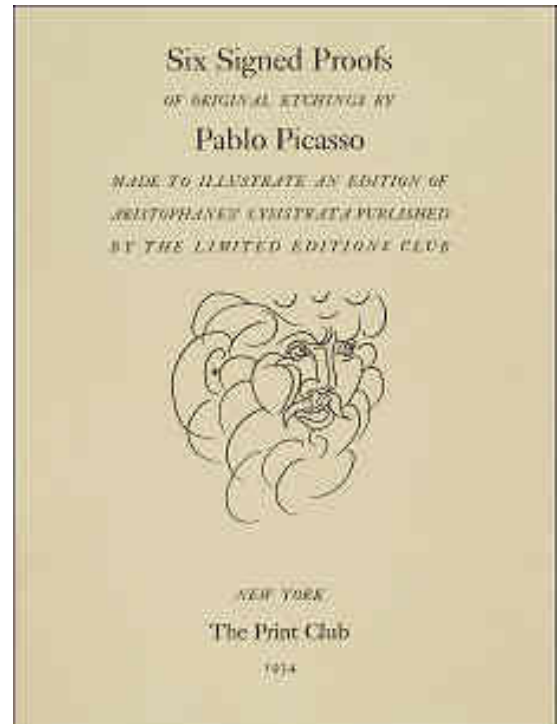 Six Signed Proofs
OF ORIGINAL ETCHINGS BY
Pablo Picasso
MADE TO ILLUSTRATE AN EDITION OF
ARISTOPHANES' LYSISTRATA PUBLISHED
BY THE LIMITED EDITIONS CLUB
NEW YORK
The Print Club
1934